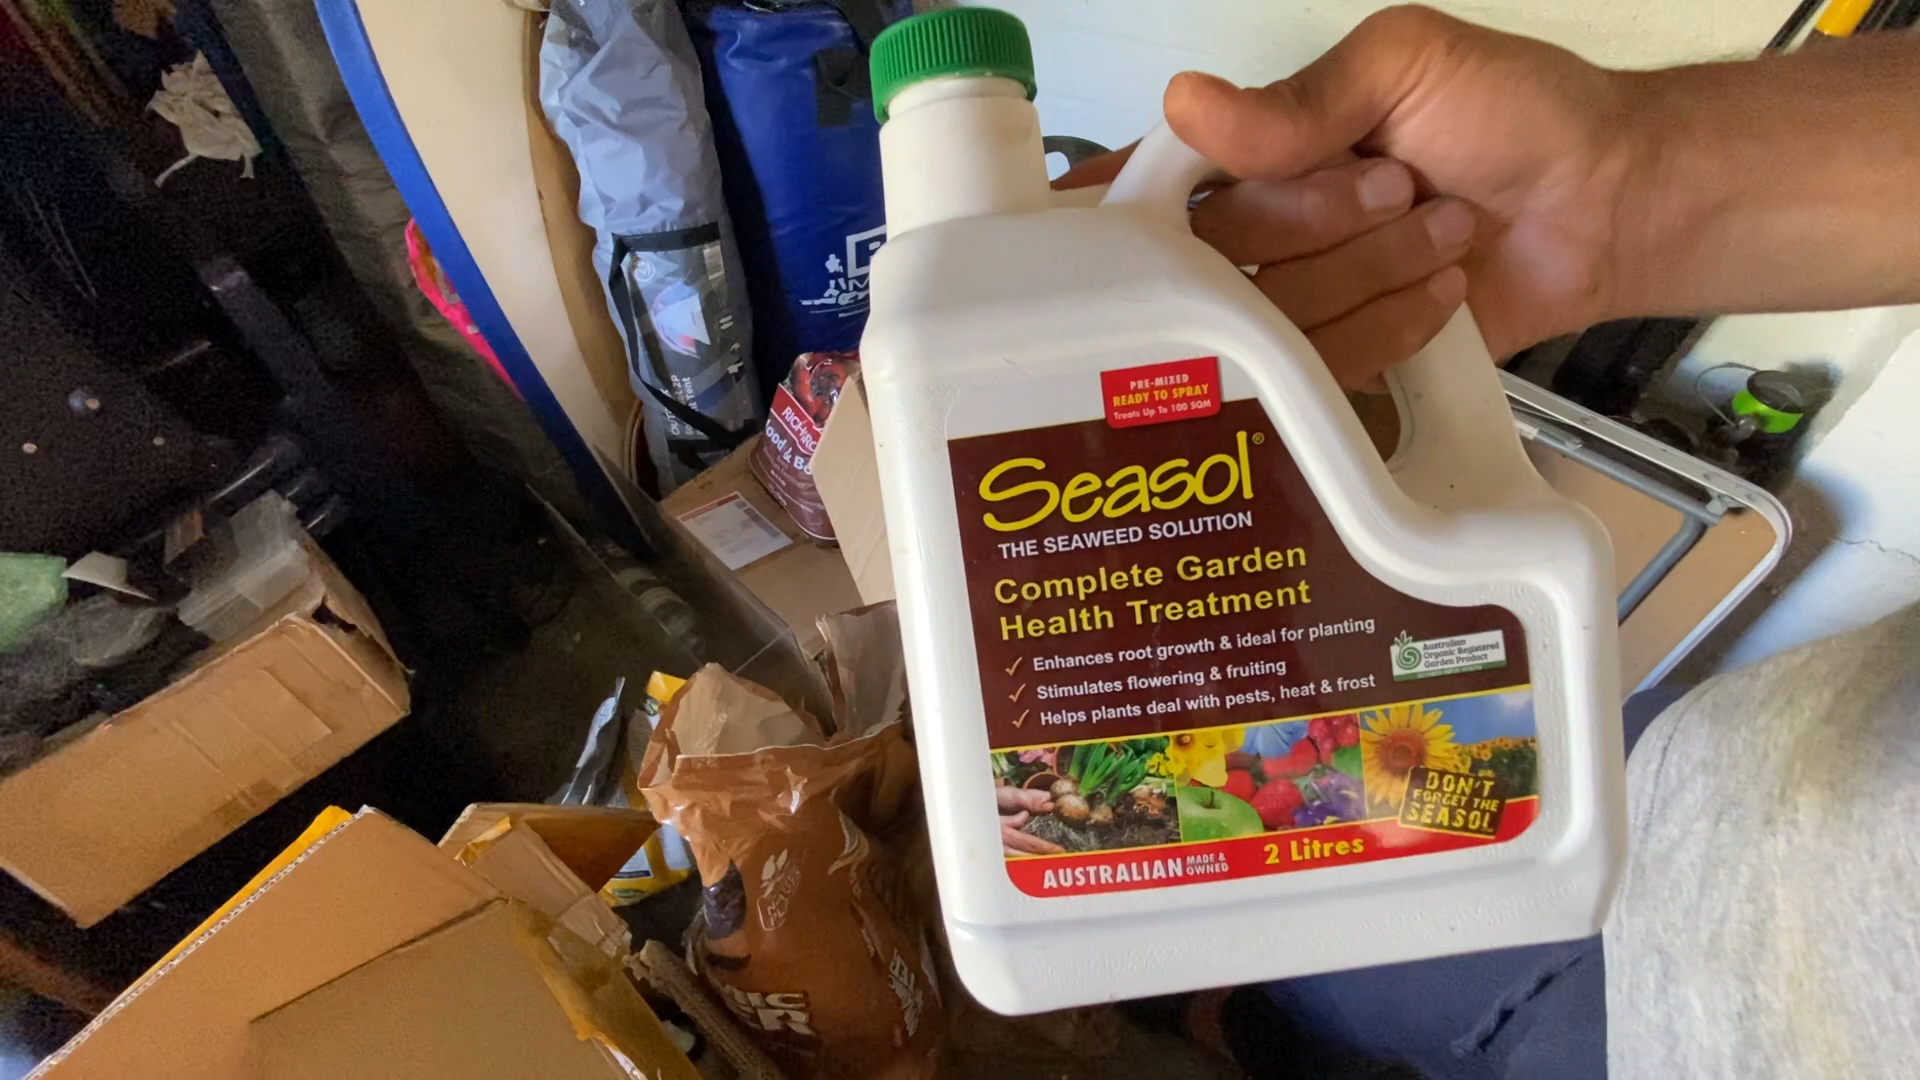 PRE-MIXED
READY TO SPRAY
Treats Up To 100 SQM
Seasol®
THE SEAWEED SOLUTION
Complete Garden
Health Treatment
✓ Enhances root growth & ideal for planting
✓ Stimulates flowering & fruiting
✓ Helps plants deal with pests, heat & frost
Australian
Organic Registered
Garden Product
DON'T
FORGET THE
SEASOL
AUSTRALIAN MADE &
OWNED
2 Litres